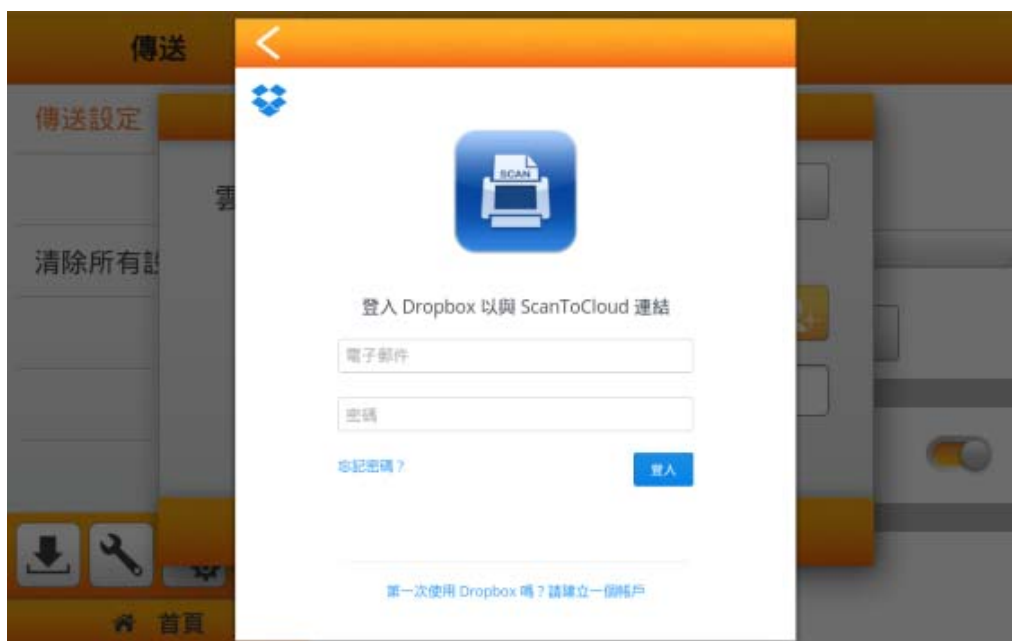 傳送
傳送設定
雲
清除所有設
首頁
SCAN
登入 Dropbox 以與 ScanToCloud 連結
電子郵件
密碼
忘記密碼？
登入
第一次使用 Dropbox 嗎？請建立一個帳戶